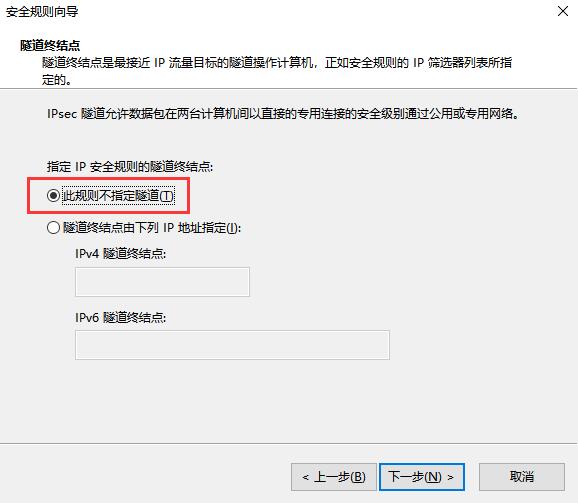 安全规则向导
隧道终结点
隧道终结点是最接近 IP 流量目标的隧道操作计算机，正如安全规则的 IP 筛选器列表所指
定的。
IPsec 隧道允许数据包在两台计算机间以直接的专用连接的安全级别通过公用或专用网络。
指定 IP 安全规则的隧道终结点:
此规则不指定隧道(T)
隧道终结点由下列 IP 地址指定(I):
IPv4 隧道终结点:
IPv6 隧道终结点:
< 上一步(B)
下一步(N) >
取消